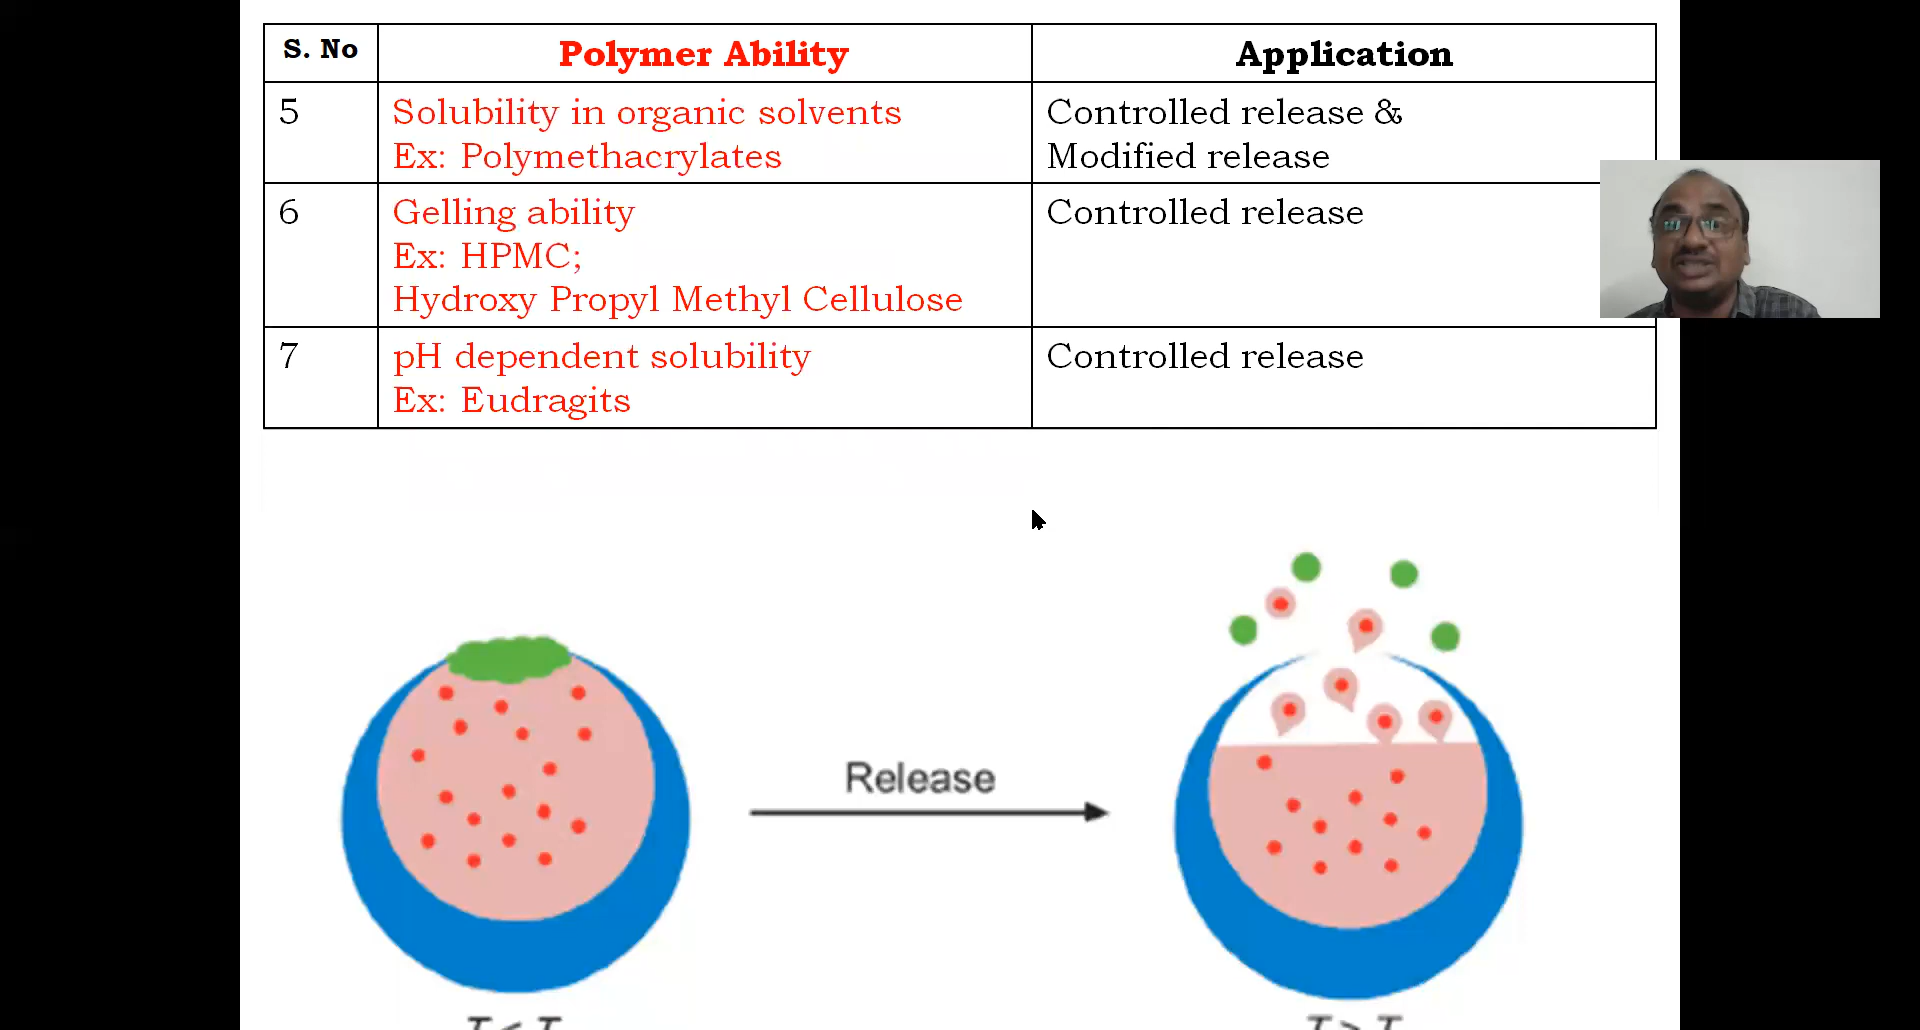 S. No Polymer Ability Application
5 Solubility in organic solvents Controlled release &
Ex: Polymethacrylates Modified release
6 Gelling ability Controlled release
Ex: HPMC;
Hydroxy Propyl Methyl Cellulose
7 pH dependent solubility Controlled release
Ex: Eudragits
Release